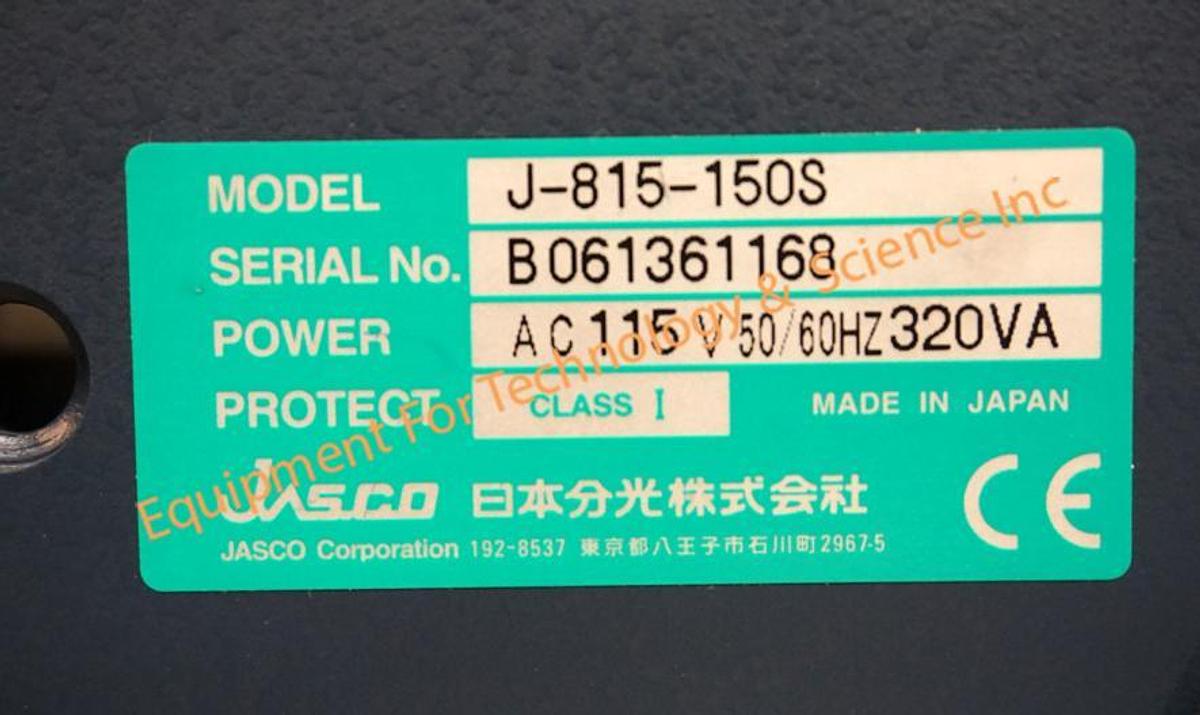 MODEL J-815-150S
SERIAL No. B061361168
POWER AC 115 V 50/60HZ 320VA
PROTECT CLASS I MADE IN JAPAN
JASCO 日本分光株式会社 CE
JASCO Corporation 192-8537 東京都八王子市石川町2967-5
Equipment For Technology & Science Inc